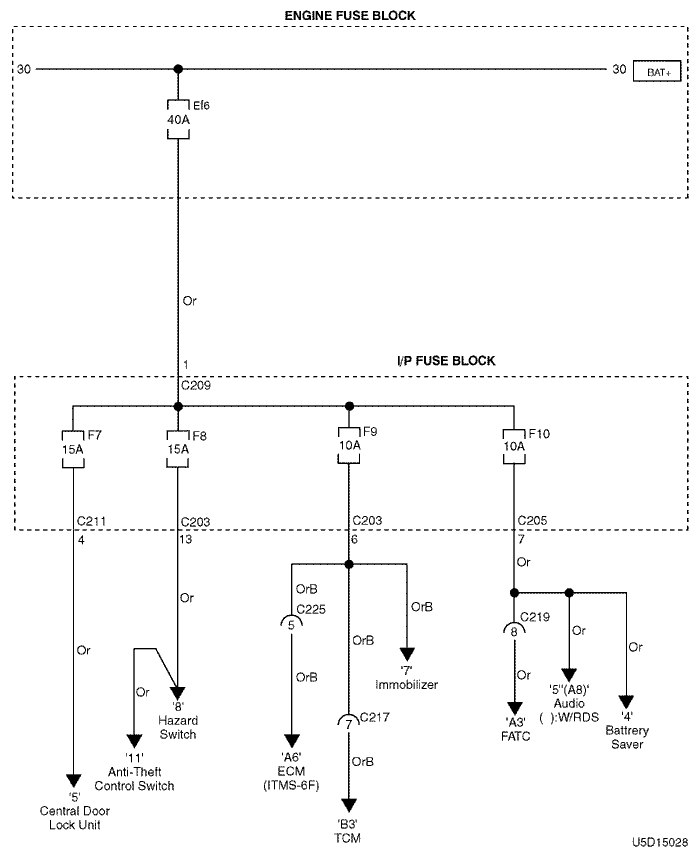 ENGINE FUSE BLOCK
30
30
BAT+
Ef6
40A
Or
1
C209
I/P FUSE BLOCK
F7
15A
F8
15A
F9
10A
F10
10A
C211
4
C203
13
C203
6
C205
7
Or
Or
Or
Or
OrB
C225
5
OrB
OrB
C217
7
OrB
OrB
C219
8
Or
Or
Or
'8'
Hazard
Switch
'11'
Anti-Theft
Control Switch
'5'
Central Door
Lock Unit
'A6'
ECM
(ITMS-6F)
'B3'
TCM
'7'
Immobilizer
'A3'
FATC
'5"(A8)'
Audio
( ):W/RDS
'4'
Battrery
Saver
U5D15028